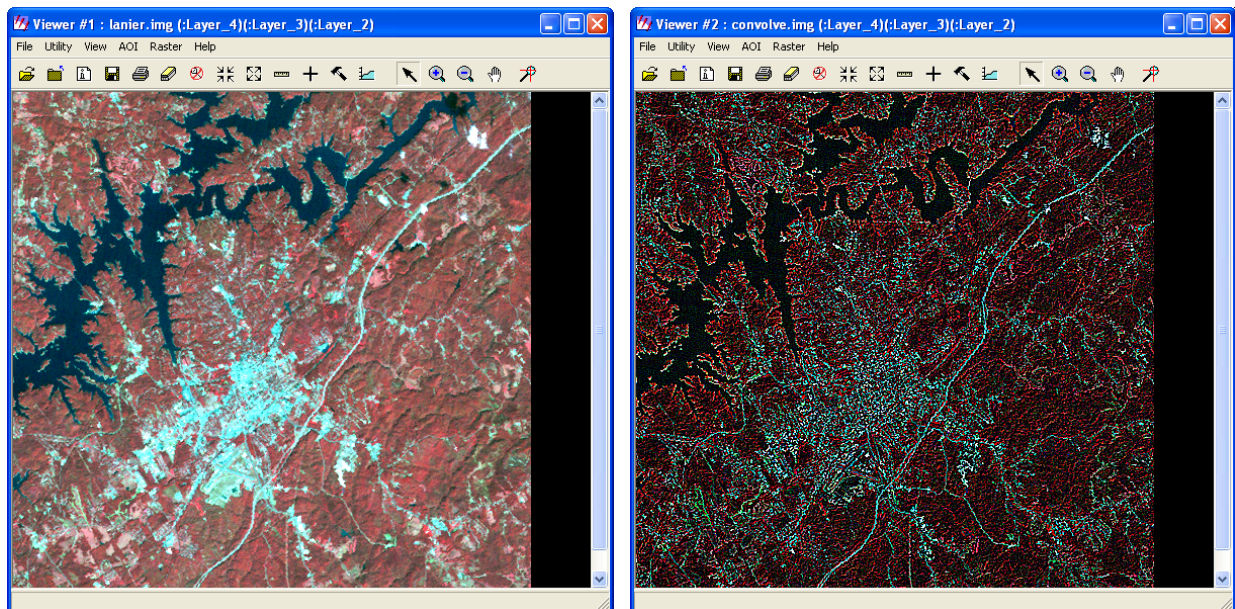 Viewer #1 : lanier.img (:Layer_4)(:Layer_3)(:Layer_2)
File Utility View AOI Raster Help
Viewer #2 : convolve.img (:Layer_4)(:Layer_3)(:Layer_2)
File Utility View AOI Raster Help